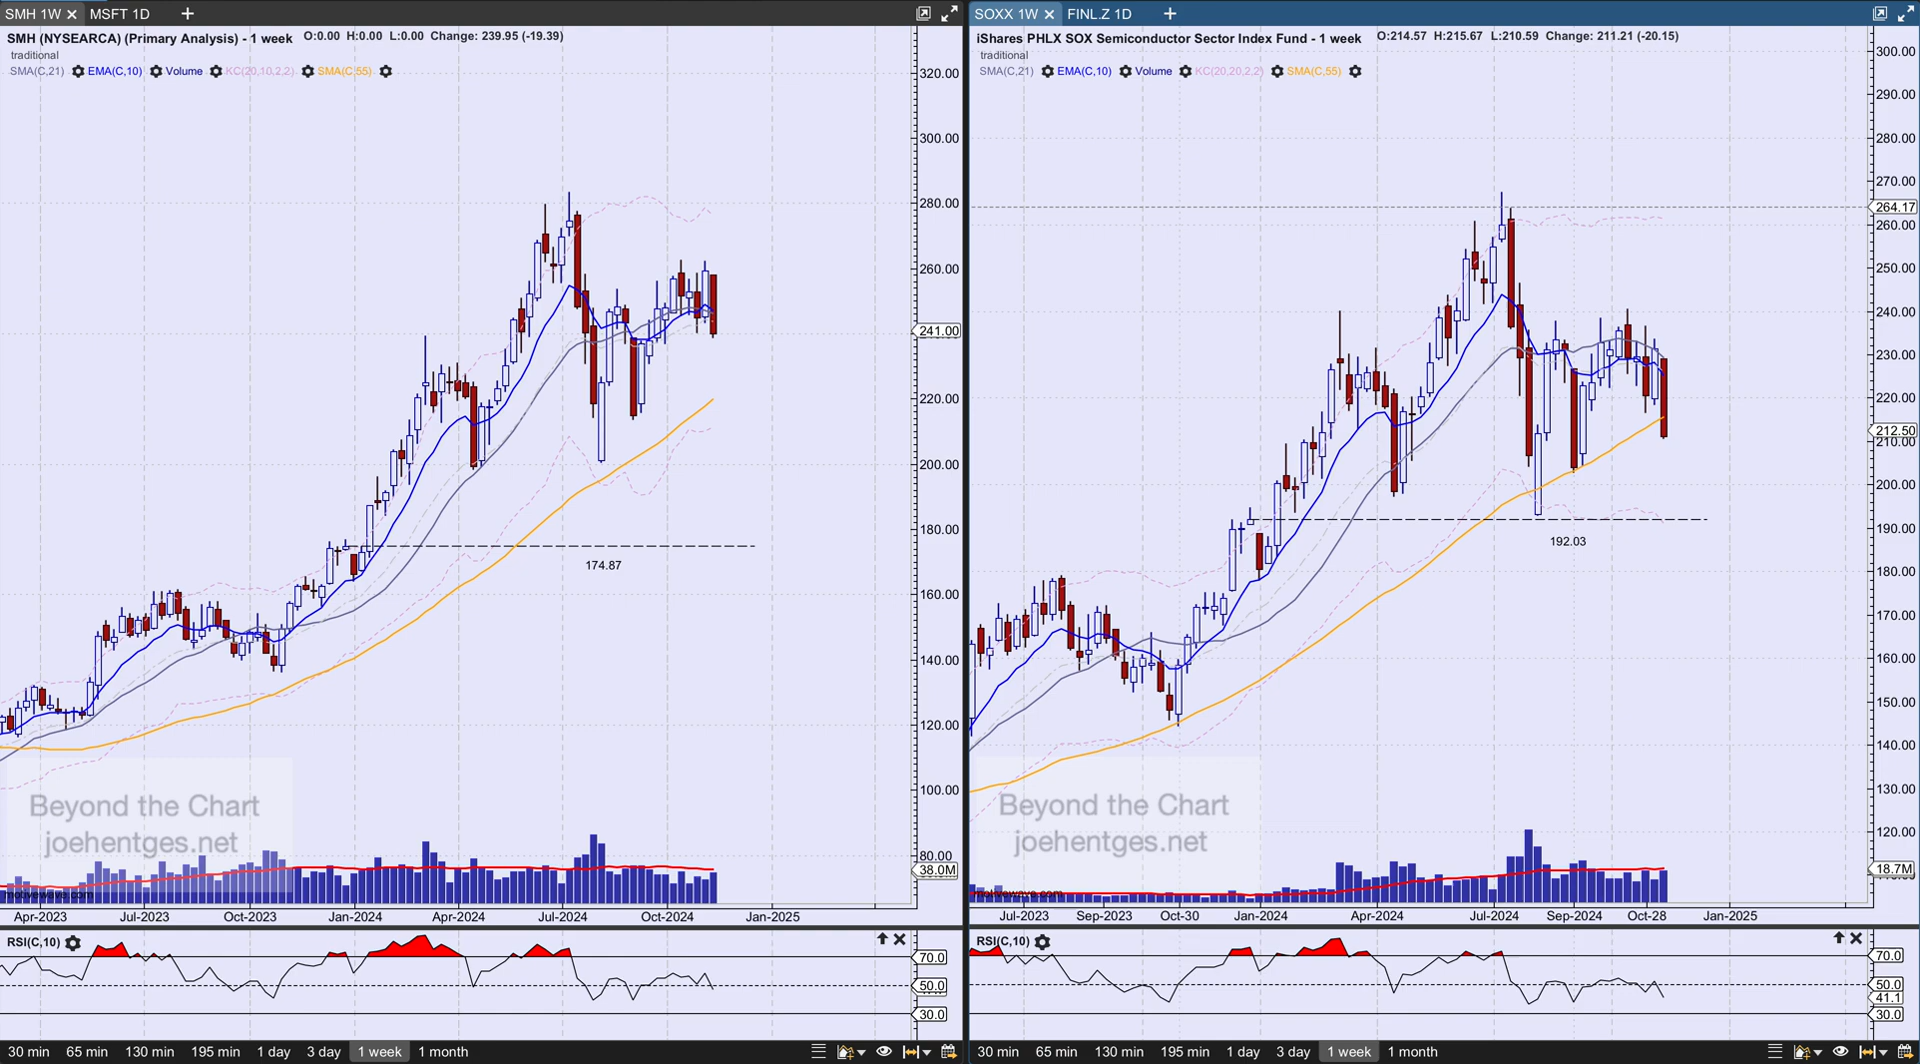 SMH 1W MSFT 1D
SMH (NYSEARCA) (Primary Analysis) - 1 week O:0.00 H:0.00 L:0.00 Change: 239.95 (-19.39)
traditional
SMA(C,21) EMA(C,10) Volume KC(20,10,2,2) SMA(C,55)
320.00
300.00
280.00
260.00
241.00
220.00
200.00
180.00
160.00
140.00
120.00
100.00
80.00
38.0M
174.87
Beyond the Chart
joehentges.net
motivewave.com
Apr-2023 Jul-2023 Oct-2023 Jan-2024 Apr-2024 Jul-2024 Oct-2024 Jan-2025
RSI(C,10)
70.0
50.0
30.0
30 min 65 min 130 min 195 min 1 day 3 day 1 week 1 month
SOXX 1W FINL.Z 1D
iShares PHLX SOX Semiconductor Sector Index Fund - 1 week O:214.57 H:215.67 L:210.59 Change: 211.21 (-20.15)
traditional
SMA(C,21) EMA(C,10) Volume KC(20,20,2,2) SMA(C,55)
300.00
290.00
280.00
270.00
264.17
260.00
250.00
240.00
230.00
220.00
212.50
210.00
200.00
190.00
180.00
170.00
160.00
150.00
140.00
130.00
120.00
18.7M
192.03
Beyond the Chart
joehentges.net
Jul-2023 Sep-2023 Oct-30 Jan-2024 Apr-2024 Jul-2024 Sep-2024 Oct-28 Jan-2025
RSI(C,10)
70.0
50.0
41.1
30.0
30 min 65 min 130 min 195 min 1 day 3 day 1 week 1 month